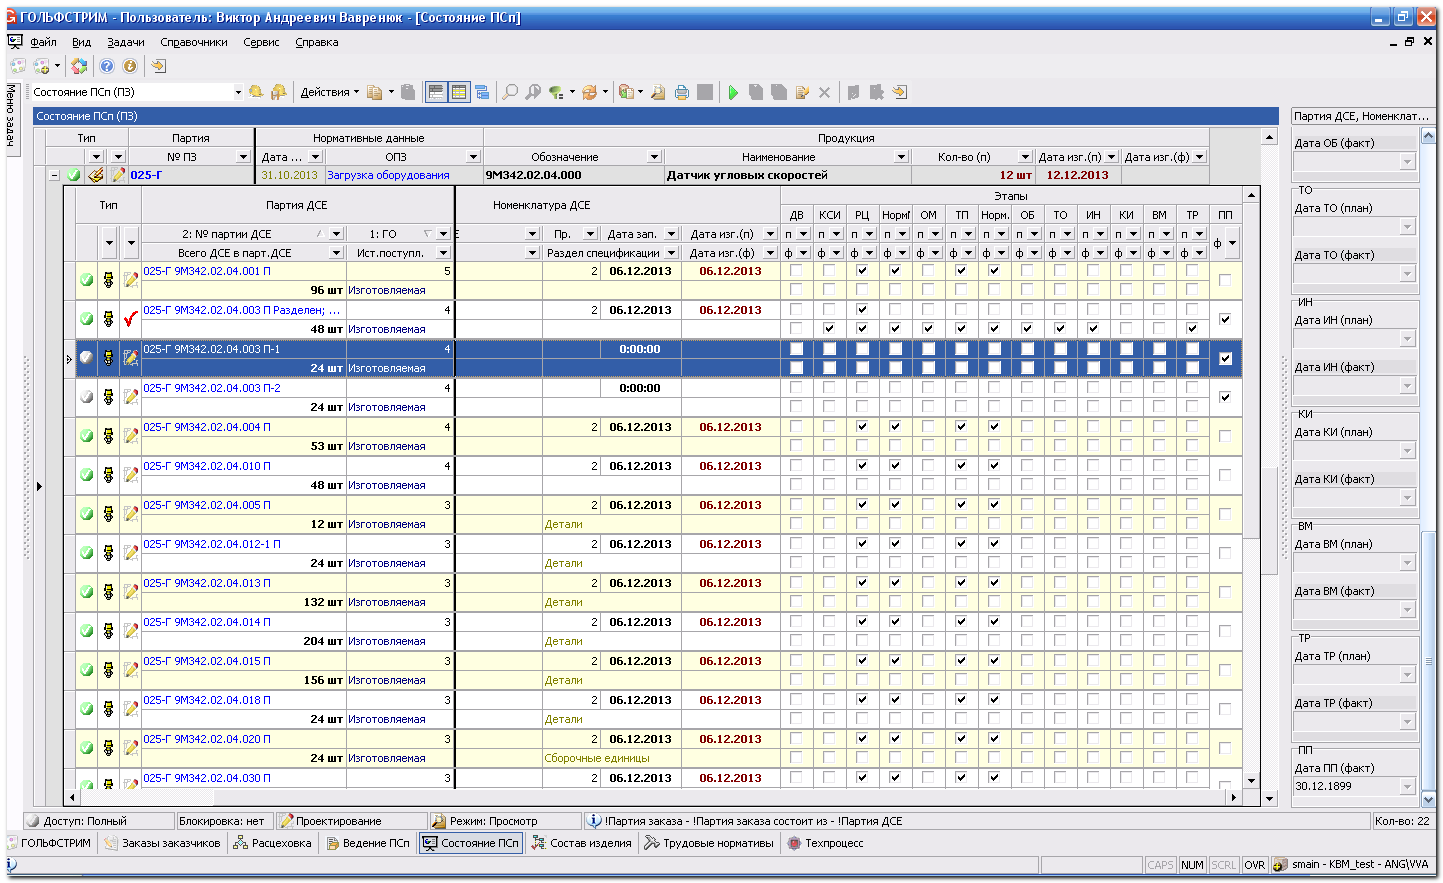 ГОЛЬФСТРИМ - Пользователь: Виктор Андреевич Вавренюк - [Состояние ПСп]
Файл Вид Задачи Справочники Сервис Справка
Состояние ПСп (ПЗ) Действия
Меню задач
Состояние ПСп (ПЗ)
Партия ДСЕ, Номенклат...
Тип Партия Нормативные данные Продукция
№ ПЗ Дата ... ОПЗ Обозначение Наименование Кол-во (п) Дата изг.(п) Дата изг.(ф)
025-Г 31.10.2013 Загрузка оборудования 9М342.02.04.000 Датчик угловых скоростей 12 шт 12.12.2013
Тип Партия ДСЕ Номенклатура ДСЕ Этапы
ДВ КСИ РЦ Норм ОМ ТП Норм. ОБ ТО ИН КИ ВМ ТР ПП
2: № партии ДСЕ 1: ГО Е Пр. Дата зап. Дата изг.(п) п п п п п п п п п п п п п
Всего ДСЕ в парт.ДСЕ Ист.поступл. Раздел спецификации Дата изг.(ф) ф ф ф ф ф ф ф ф ф ф ф ф ф ф
025-Г 9М342.02.04.001 П 5 2 06.12.2013 06.12.2013
96 шт Изготовляемая
025-Г 9М342.02.04.003 П Разделен; ... 4 2 06.12.2013 06.12.2013
48 шт Изготовляемая
025-Г 9М342.02.04.003 П-1 4 0:00:00
24 шт Изготовляемая
025-Г 9М342.02.04.003 П-2 4 0:00:00
24 шт Изготовляемая
025-Г 9М342.02.04.004 П 4 2 06.12.2013 06.12.2013
53 шт Изготовляемая
025-Г 9М342.02.04.010 П 4 2 06.12.2013 06.12.2013
48 шт Изготовляемая
025-Г 9М342.02.04.005 П 3 2 06.12.2013 06.12.2013
12 шт Изготовляемая Детали
025-Г 9М342.02.04.012-1 П 3 2 06.12.2013 06.12.2013
24 шт Изготовляемая Детали
025-Г 9М342.02.04.013 П 3 2 06.12.2013 06.12.2013
132 шт Изготовляемая Детали
025-Г 9М342.02.04.014 П 3 2 06.12.2013 06.12.2013
204 шт Изготовляемая Детали
025-Г 9М342.02.04.015 П 3 2 06.12.2013 06.12.2013
156 шт Изготовляемая Детали
025-Г 9М342.02.04.018 П 3 2 06.12.2013 06.12.2013
24 шт Изготовляемая Детали
025-Г 9М342.02.04.020 П 3 2 06.12.2013 06.12.2013
24 шт Изготовляемая Сборочные единицы
025-Г 9М342.02.04.030 П 3 2 06.12.2013 06.12.2013
Дата ОБ (факт)
ТО
Дата ТО (план)
Дата ТО (факт)
ИН
Дата ИН (план)
Дата ИН (факт)
КИ
Дата КИ (план)
Дата КИ (факт)
ВМ
Дата ВМ (план)
Дата ВМ (факт)
ТР
Дата ТР (план)
Дата ТР (факт)
ПП
Дата ПП (факт)
30.12.1899
Доступ: Полный Блокировка: нет Проектирование Режим: Просмотр !Партия заказа - !Партия заказа состоит из - !Партия ДСЕ Кол-во: 22
ГОЛЬФСТРИМ Заказы заказчиков Расцеховка Ведение ПСп Состояние ПСп Состав изделия Трудовые нормативы Техпроцесс
CAPS NUM SCRL OVR smain - KBM_test - ANG\VVA